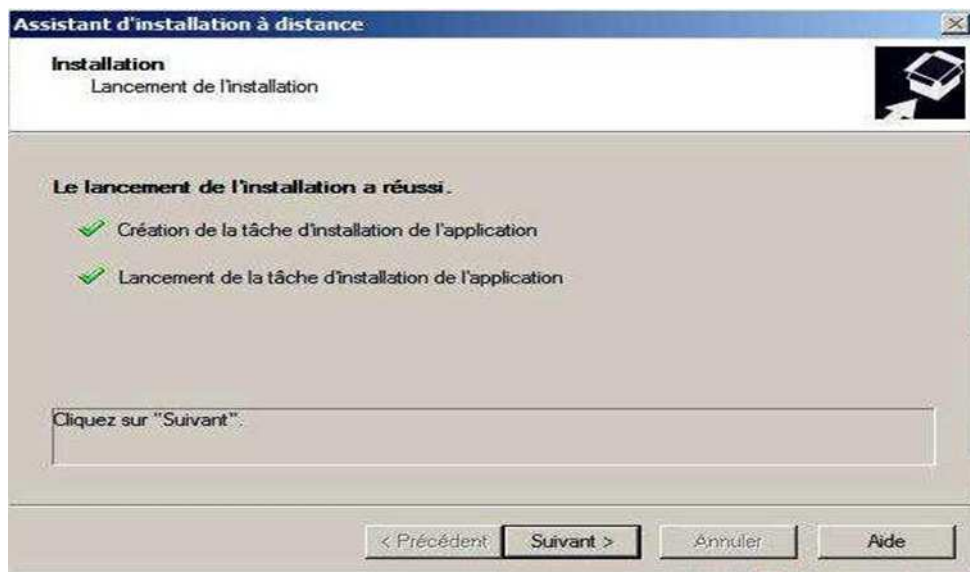 Assistant d'installation à distance
Installation
Lancement de l'installation
Le lancement de l'installation a réussi.
Création de la tâche d'installation de l'application
Lancement de la tâche d'installation de l'application
Cliquez sur "Suivant".
< Précédent
Suivant >
Annuler
Aide